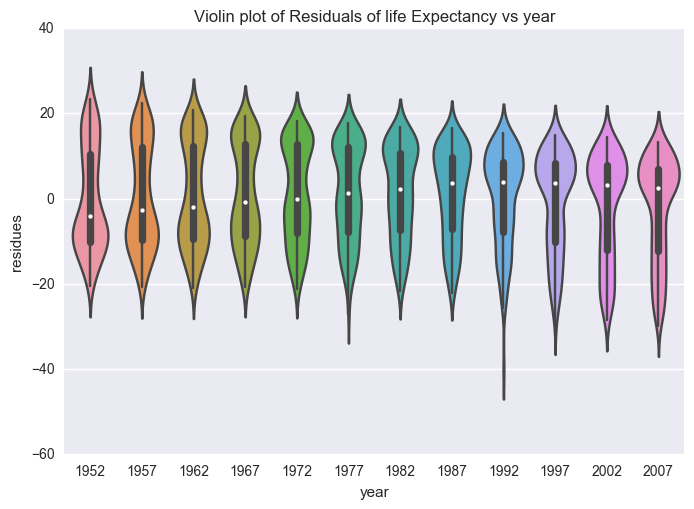 Violin plot of Residuals of life Expectancy vs year
40
20
0
−20
−40
−60
residues
1952 1957 1962 1967 1972 1977 1982 1987 1992 1997 2002 2007
year